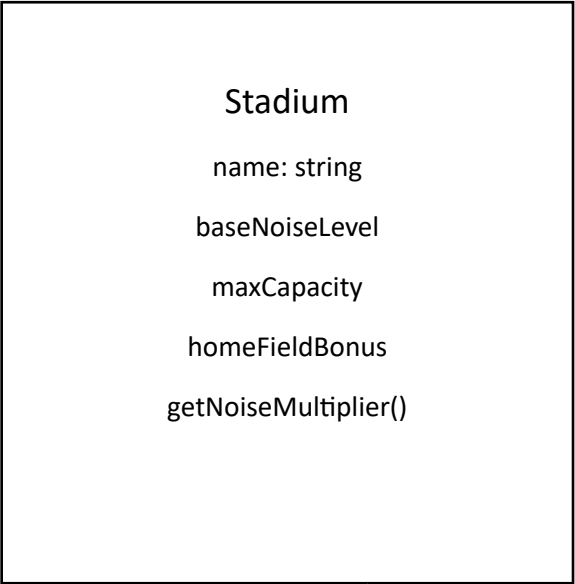 Stadium
name: string
baseNoiseLevel
maxCapacity
homeFieldBonus
getNoiseMultiplier()